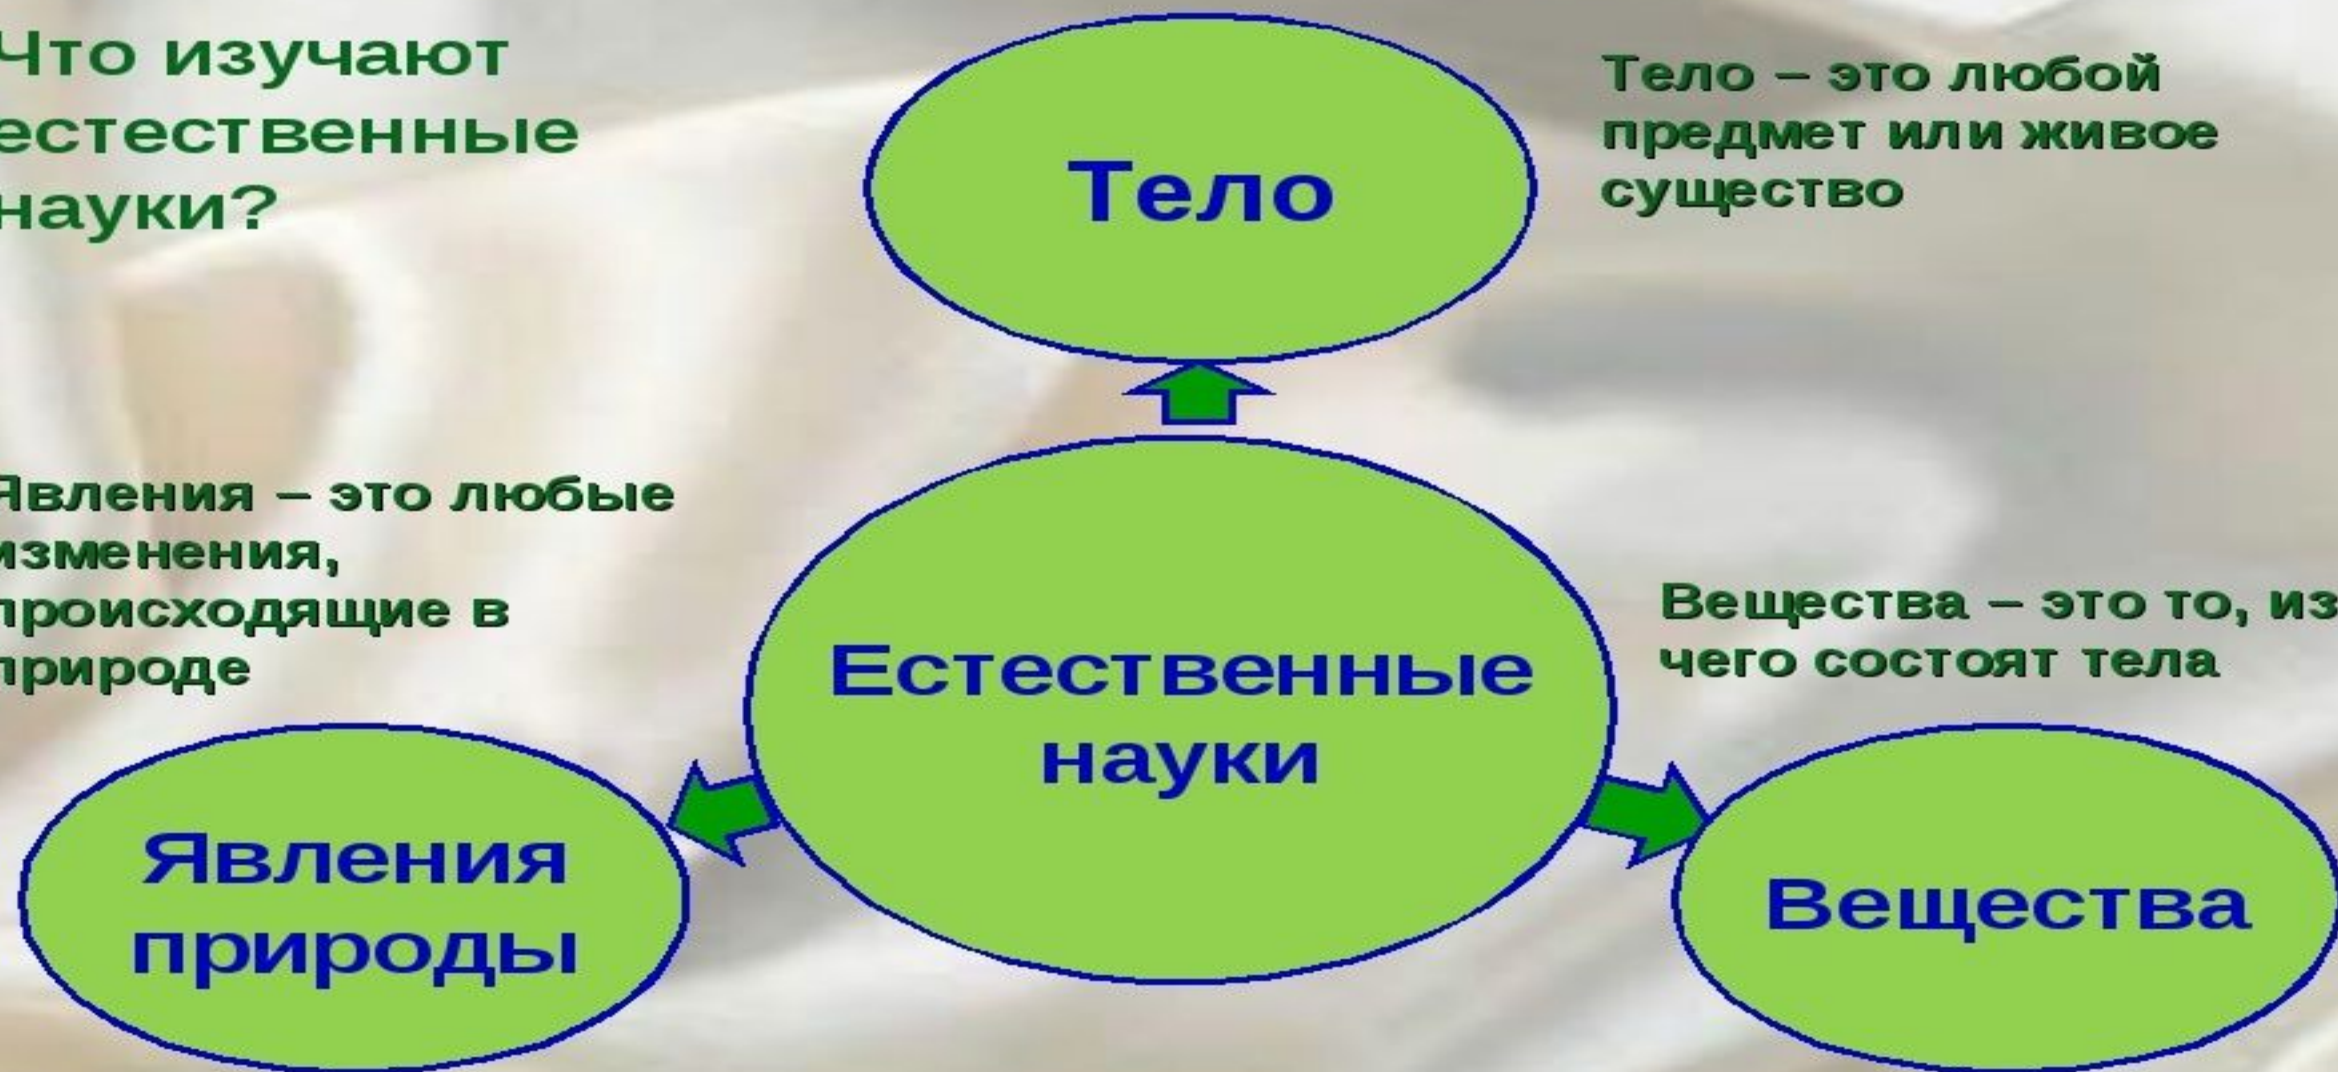 Что изучают
естественные
науки?
Тело
Тело – это любой
предмет или живое
существо
Явления – это любые
изменения,
происходящие в
природе
Естественные
науки
Вещества – это то, из
чего состоят тела
Явления
природы
Вещества